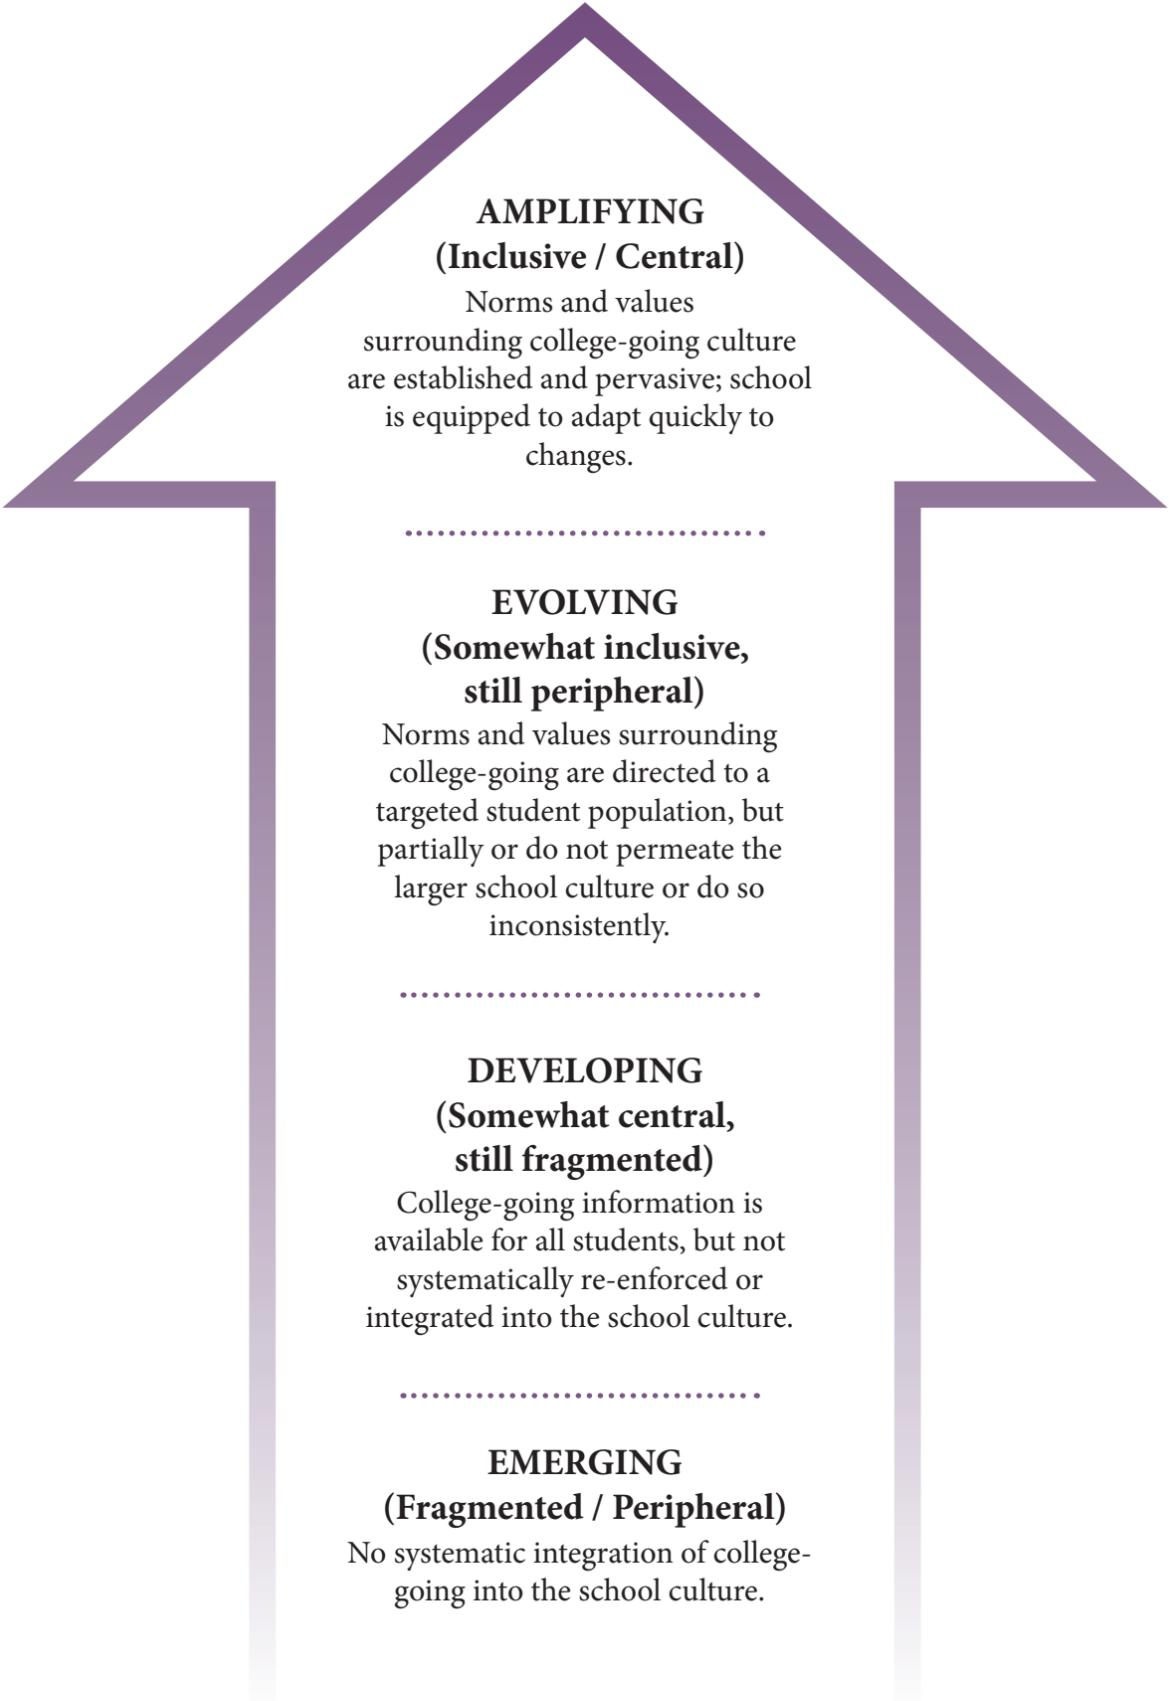 AMPLIFYING
(Inclusive / Central)
Norms and values
surrounding college-going culture
are established and pervasive; school
is equipped to adapt quickly to
changes.
EVOLVING
(Somewhat inclusive,
still peripheral)
Norms and values surrounding
college-going are directed to a
targeted student population, but
partially or do not permeate the
larger school culture or do so
inconsistently.
DEVELOPING
(Somewhat central,
still fragmented)
College-going information is
available for all students, but not
systematically re-enforced or
integrated into the school culture.
EMERGING
(Fragmented / Peripheral)
No systematic integration of college-
going into the school culture.